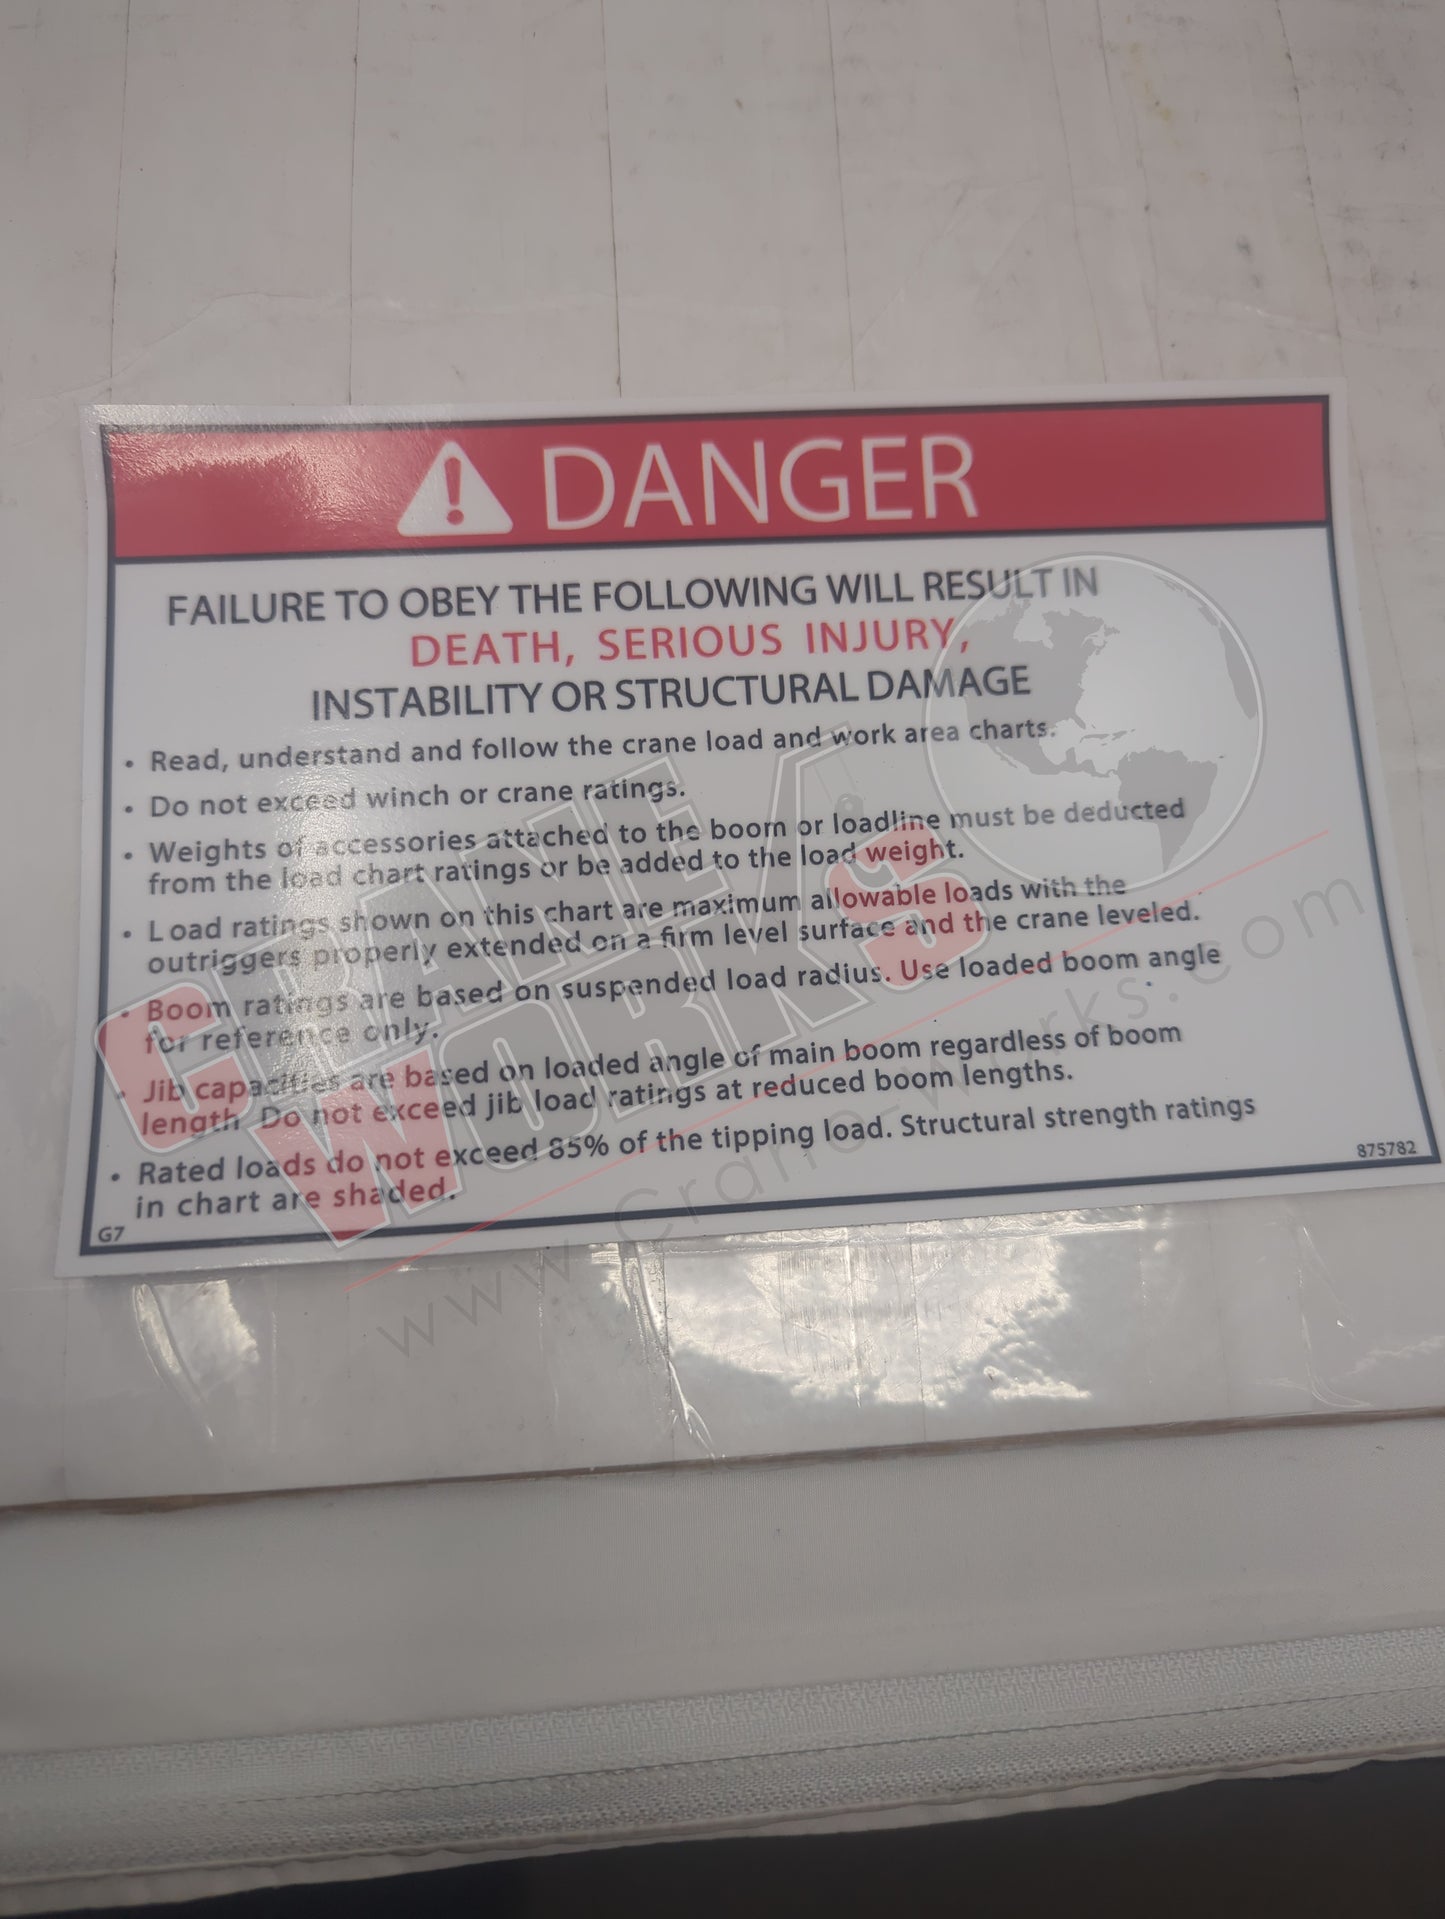 DANGER
FAILURE TO OBEY THE FOLLOWING WILL RESULT IN
DEATH, SERIOUS INJURY,
INSTABILITY OR STRUCTURAL DAMAGE
• Read, understand and follow the crane load and work area charts.
• Do not exceed winch or crane ratings.
• Weights of accessories attached to the boom or loadline must be deducted
from the load chart ratings or be added to the load weight.
• Load ratings shown on this chart are maximum allowable loads with the
outriggers properly extended on a firm level surface and the crane leveled.
• Boom ratings are based on suspended load radius. Use loaded boom angle
for reference only.
• Jib capacities are based on loaded angle of main boom regardless of boom
length. Do not exceed jib load ratings at reduced boom lengths.
• Rated loads do not exceed 85% of the tipping load. Structural strength ratings
in chart are shaded.
875782
G7
CRANE
WORKS
www.crane-works.com